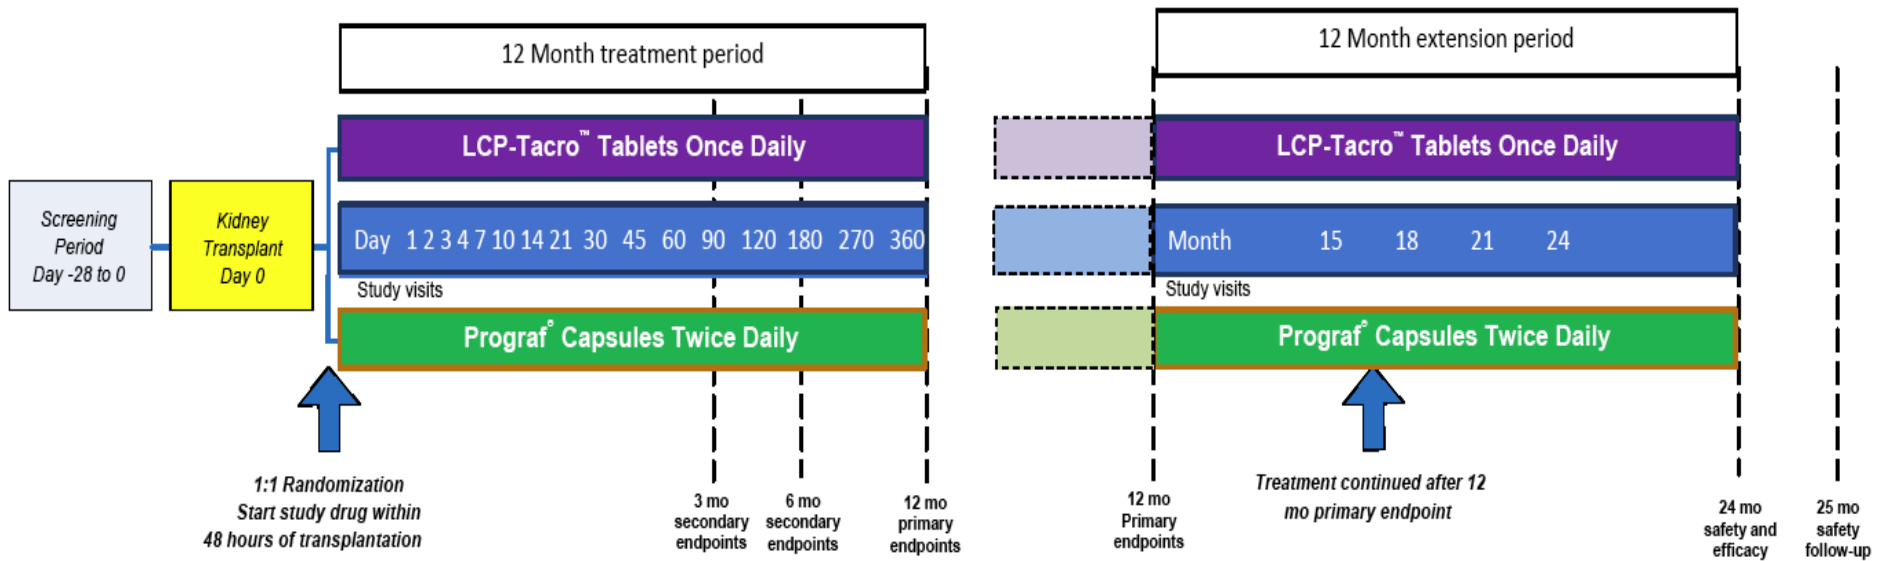 12 Month treatment period
LCP-Tacro™ Tablets Once Daily
Screening
Period
Day -28 to 0
Kidney
Transplant
Day 0
Day 1 2 3 4 7 10 14 21 30 45 60 90 120 180 270 360
Study visits
Prograf® Capsules Twice Daily
1:1 Randomization
Start study drug within
48 hours of transplantation
3 mo
secondary
endpoints
6 mo
secondary
endpoints
12 mo
primary
endpoints
12 Month extension period
LCP-Tacro™ Tablets Once Daily
Month 15 18 21 24
Study visits
Prograf® Capsules Twice Daily
12 mo
Primary
endpoints
Treatment continued after 12
mo primary endpoint
24 mo
safety and
efficacy
25 mo
safety
follow-up